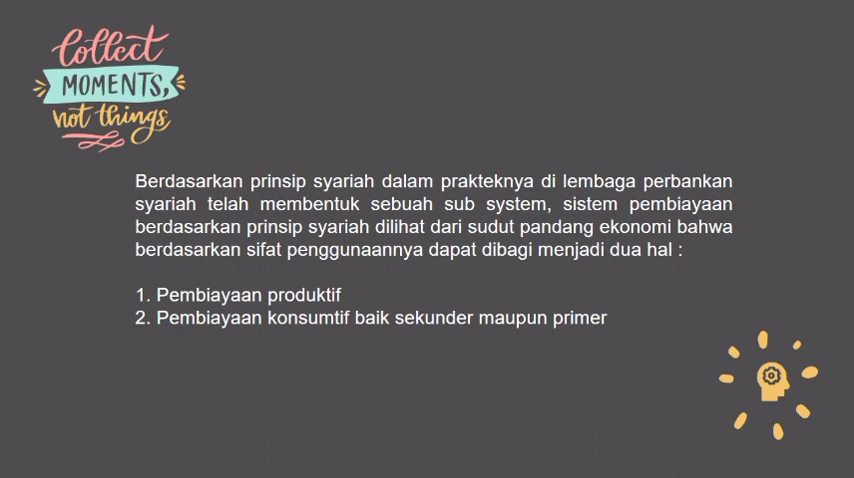 Collect
MOMENTS,
not things
Berdasarkan prinsip syariah dalam prakteknya di lembaga perbankan
syariah telah membentuk sebuah sub system, sistem pembiayaan
berdasarkan prinsip syariah dilihat dari sudut pandang ekonomi bahwa
berdasarkan sifat penggunaannya dapat dibagi menjadi dua hal :
1. Pembiayaan produktif
2. Pembiayaan konsumtif baik sekunder maupun primer